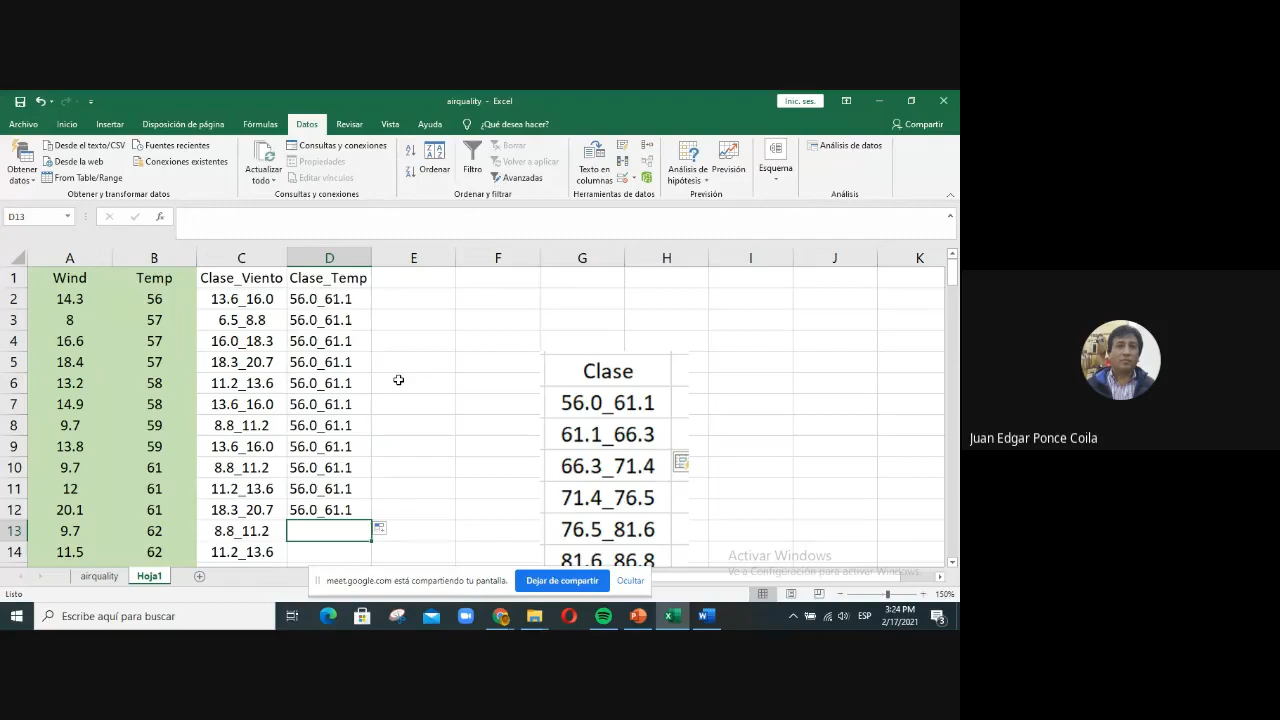 airquality - Excel
Inic. ses.
Archivo Inicio Insertar Disposición de página Fórmulas Datos Revisar Vista Ayuda ¿Qué desea hacer? Compartir
Obtener datos
Desde el texto/CSV
Desde la web
From Table/Range
Fuentes recientes
Conexiones existentes
Obtener y transformar datos
Actualizar todo
Consultas y conexiones
Propiedades
Editar vínculos
Consultas y conexiones
Ordenar
Filtro
Borrar
Volver a aplicar
Avanzadas
Ordenar y filtrar
Texto en columnas
Herramientas de datos
Análisis de hipótesis
Previsión
Previsión
Esquema
Análisis de datos
Análisis
D13 fx
A B C D E F G H I J K
1 Wind Temp Clase_Viento Clase_Temp
2 14.3 56 13.6_16.0 56.0_61.1
3 8 57 6.5_8.8 56.0_61.1
4 16.6 57 16.0_18.3 56.0_61.1
5 18.4 57 18.3_20.7 56.0_61.1
6 13.2 58 11.2_13.6 56.0_61.1
7 14.9 58 13.6_16.0 56.0_61.1
8 9.7 59 8.8_11.2 56.0_61.1
9 13.8 59 13.6_16.0 56.0_61.1
10 9.7 61 8.8_11.2 56.0_61.1
11 12 61 11.2_13.6 56.0_61.1
12 20.1 61 18.3_20.7 56.0_61.1
13 9.7 62 8.8_11.2
14 11.5 62 11.2_13.6
Clase
56.0_61.1
61.1_66.3
66.3_71.4
71.4_76.5
76.5_81.6
81.6_86.8
Activar Windows
Ve a Configuración para activar Windows.
airquality Hoja1
meet.google.com está compartiendo tu pantalla. Dejar de compartir Ocultar
Listo
150%
Escribe aquí para buscar
ESP
3:24 PM
2/17/2021
3
Juan Edgar Ponce Coila